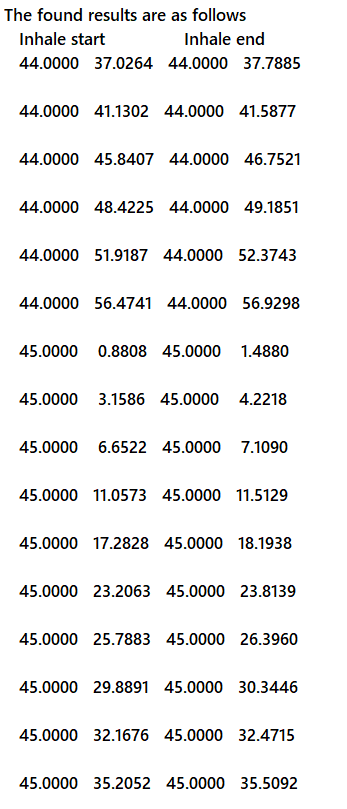 The found results are as follows
Inhale start Inhale end
44.0000 37.0264 44.0000 37.7885
44.0000 41.1302 44.0000 41.5877
44.0000 45.8407 44.0000 46.7521
44.0000 48.4225 44.0000 49.1851
44.0000 51.9187 44.0000 52.3743
44.0000 56.4741 44.0000 56.9298
45.0000 0.8808 45.0000 1.4880
45.0000 3.1586 45.0000 4.2218
45.0000 6.6522 45.0000 7.1090
45.0000 11.0573 45.0000 11.5129
45.0000 17.2828 45.0000 18.1938
45.0000 23.2063 45.0000 23.8139
45.0000 25.7883 45.0000 26.3960
45.0000 29.8891 45.0000 30.3446
45.0000 32.1676 45.0000 32.4715
45.0000 35.2052 45.0000 35.5092